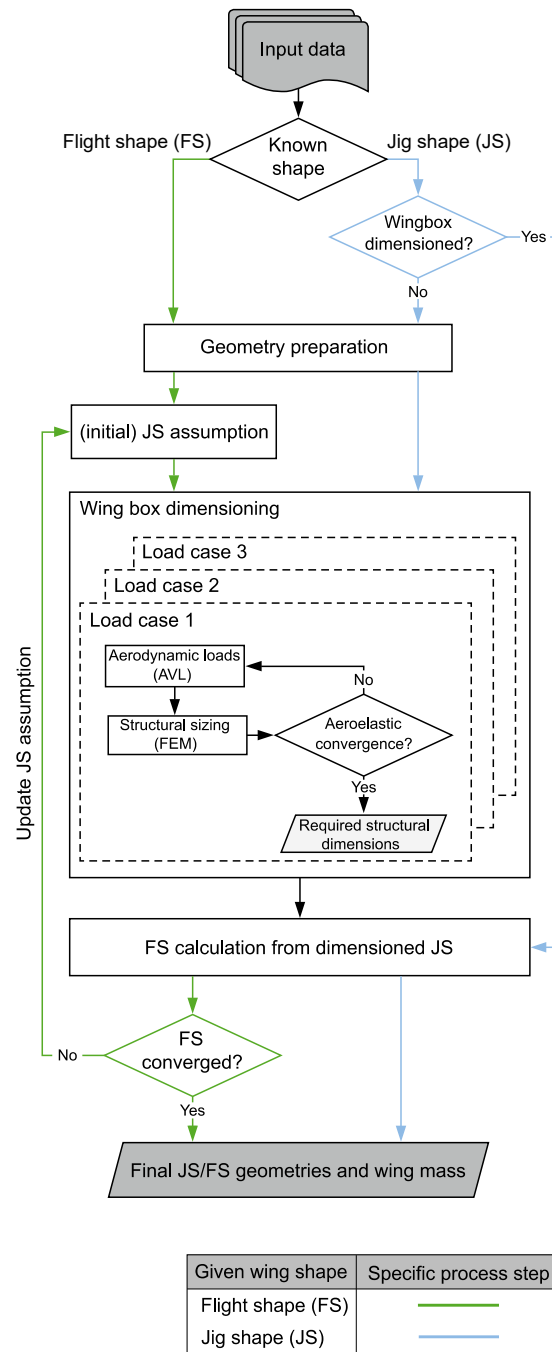 Input data
Flight shape (FS)
Jig shape (JS)
Known
shape
Wingbox
dimensioned?
Yes
No
Geometry preparation
(initial) JS assumption
Wing box dimensioning
Load case 3
Load case 2
Load case 1
Aerodynamic loads
(AVL)
No
Structural sizing
(FEM)
Aeroelastic
convergence?
Yes
Required structural
dimensions
Update JS assumption
FS calculation from dimensioned JS
FS
converged?
No
Yes
Final JS/FS geometries and wing mass
Given wing shape
Specific process step
Flight shape (FS)
Jig shape (JS)